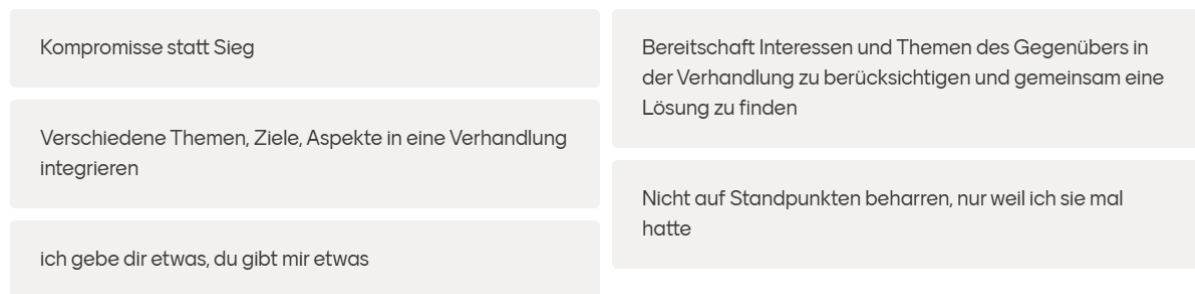 Kompromisse statt Sieg
Verschiedene Themen, Ziele, Aspekte in eine Verhandlung
integrieren
ich gebe dir etwas, du gibt mir etwas
Bereitschaft Interessen und Themen des Gegenübers in
der Verhandlung zu berücksichtigen und gemeinsam eine
Lösung zu finden
Nicht auf Standpunkten beharren, nur weil ich sie mal
hatte